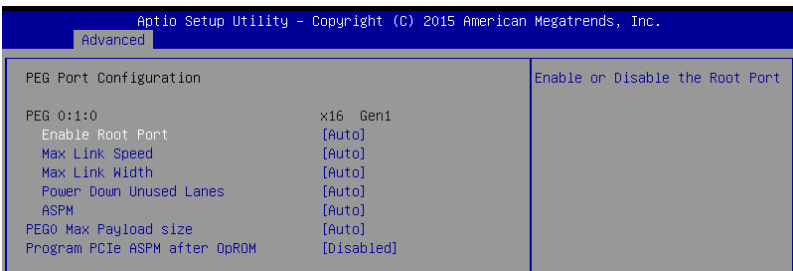 Aptio Setup Utility – Copyright (C) 2015 American Megatrends, Inc.
Advanced
PEG Port Configuration
Enable or Disable the Root Port
PEG 0:1:0 x16 Gen1
Enable Root Port [Auto]
Max Link Speed [Auto]
Max Link Width [Auto]
Power Down Unused Lanes [Auto]
ASPM [Auto]
PEG0 Max Payload size [Auto]
Program PCIe ASPM after OpROM [Disabled]